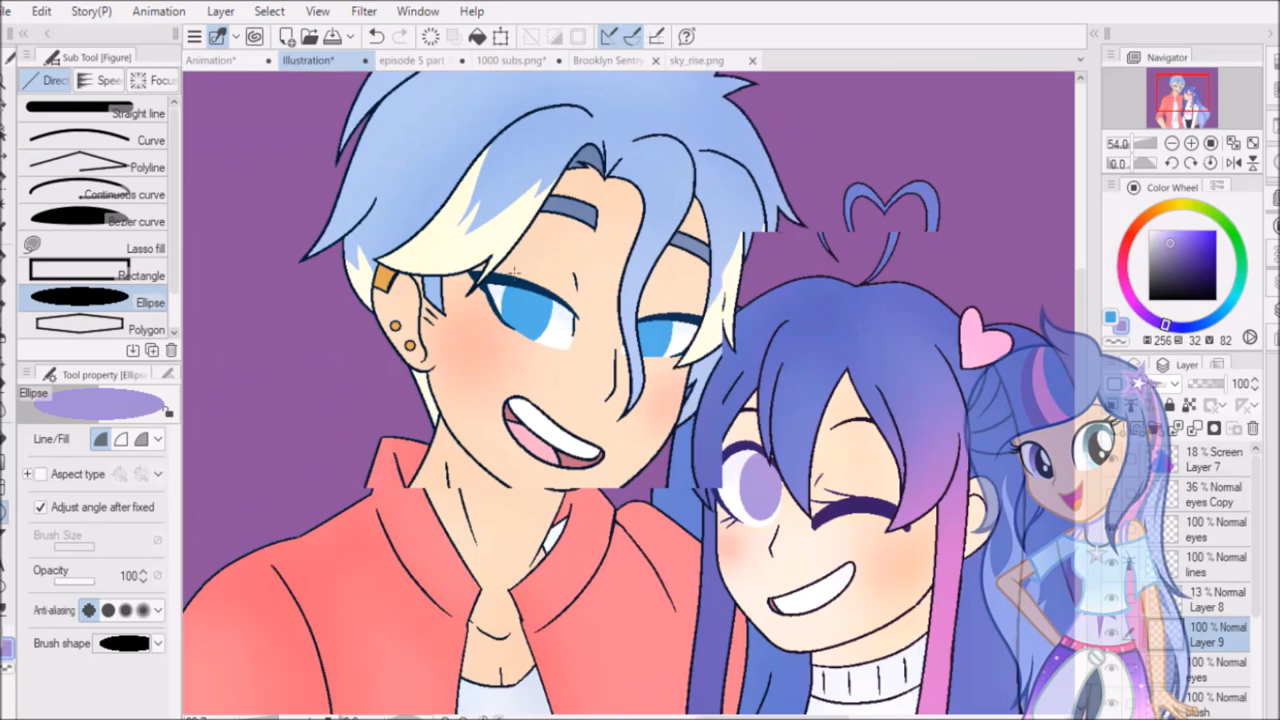 Edit Story(P) Animation Layer Select View Filter Window Help
Animation* Illustration* episode 5 part 1000 subs.png* Brooklyn Sentry sky_rise.png
Sub Tool [Figure]
Direc Spee Focu
Straight line
Curve
Polyline
Continuous curve
Bezier curve
Lasso fill
Rectangle
Ellipse
Polygon
Tool property [Ellips
Ellipse
Line/Fill
Aspect type
Adjust angle after fixed
Brush Size
Opacity 100
Anti-aliasing
Brush shape
Navigator
54.0
0.0
Color Wheel
256 32 82
Layer
100
18 % Screen
Layer 7
36 % Normal
eyes Copy
100 % Normal
eyes
100 % Normal
lines
13 % Normal
Layer 8
100 % Normal
Layer 9
100 % Normal
eyes
100 % Normal
blush